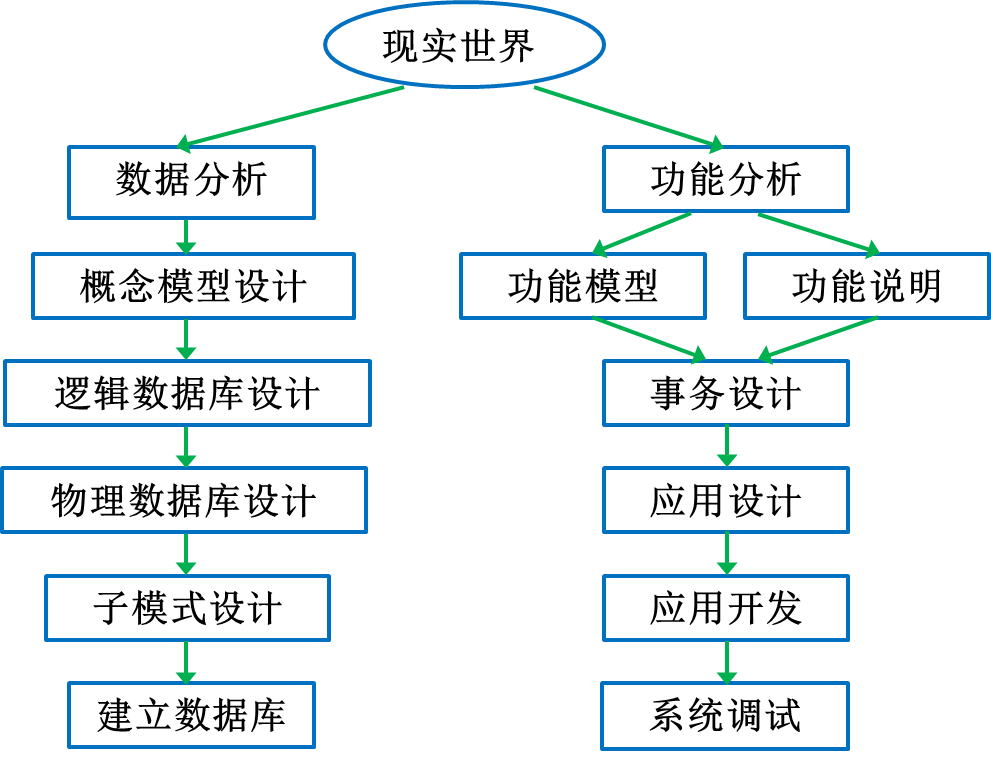 现实世界
数据分析
功能分析
概念模型设计
功能模型
功能说明
逻辑数据库设计
事务设计
物理数据库设计
应用设计
子模式设计
应用开发
建立数据库
系统调试